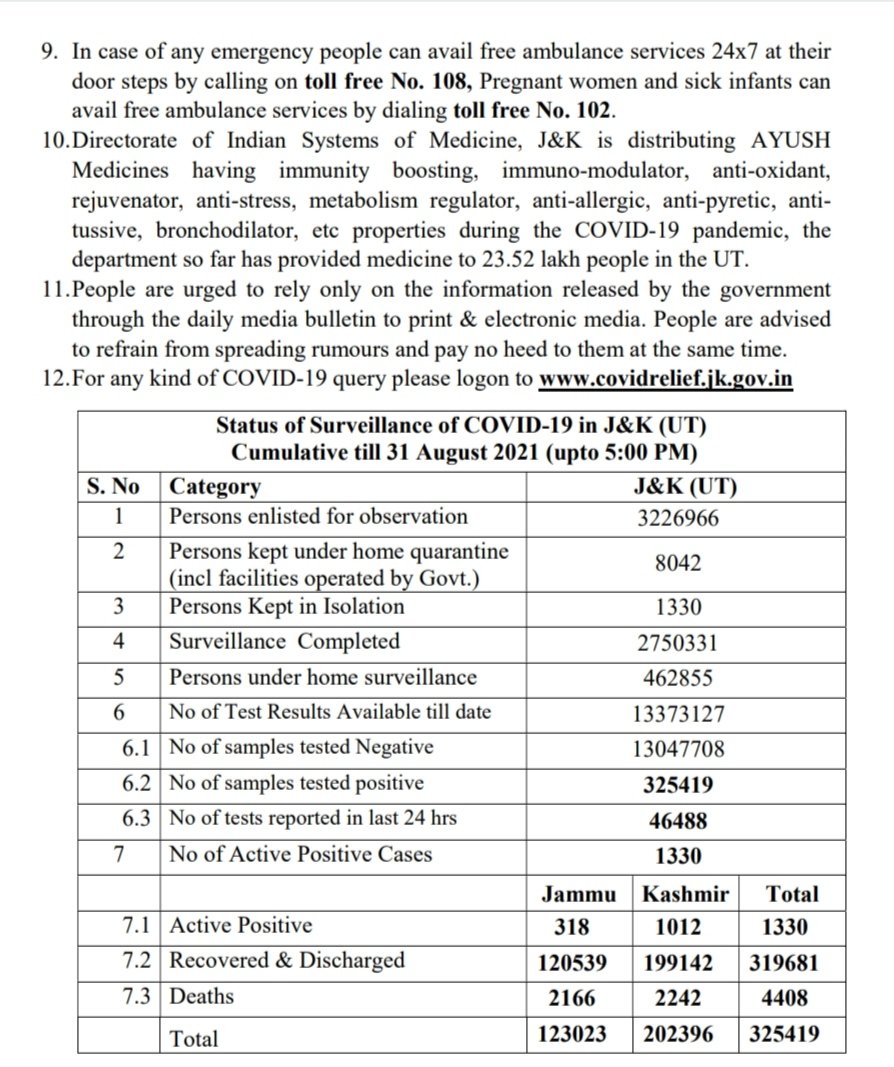 9. In case of any emergency people can avail free ambulance services 24x7 at their
door steps by calling on toll free No. 108, Pregnant women and sick infants can
avail free ambulance services by dialing toll free No. 102.
10.Directorate of Indian Systems of Medicine, J&K is distributing AYUSH
Medicines having immunity boosting, immuno-modulator, anti-oxidant,
rejuvenator, anti-stress, metabolism regulator, anti-allergic, anti-pyretic, anti-
tussive, bronchodilator, etc properties during the COVID-19 pandemic, the
department so far has provided medicine to 23.52 lakh people in the UT.
11.People are urged to rely only on the information released by the government
through the daily media bulletin to print & electronic media. People are advised
to refrain from spreading rumours and pay no heed to them at the same time.
12.For any kind of COVID-19 query please logon to www.covidrelief.jk.gov.in
Status of Surveillance of COVID-19 in J&K (UT)
Cumulative till 31 August 2021 (upto 5:00 PM)
S. No Category J&K (UT)
1 Persons enlisted for observation 3226966
2 Persons kept under home quarantine
(incl facilities operated by Govt.) 8042
3 Persons Kept in Isolation 1330
4 Surveillance Completed 2750331
5 Persons under home surveillance 462855
6 No of Test Results Available till date 13373127
6.1 No of samples tested Negative 13047708
6.2 No of samples tested positive 325419
6.3 No of tests reported in last 24 hrs 46488
7 No of Active Positive Cases 1330
Jammu Kashmir Total
7.1 Active Positive 318 1012 1330
7.2 Recovered & Discharged 120539 199142 319681
7.3 Deaths 2166 2242 4408
Total 123023 202396 325419